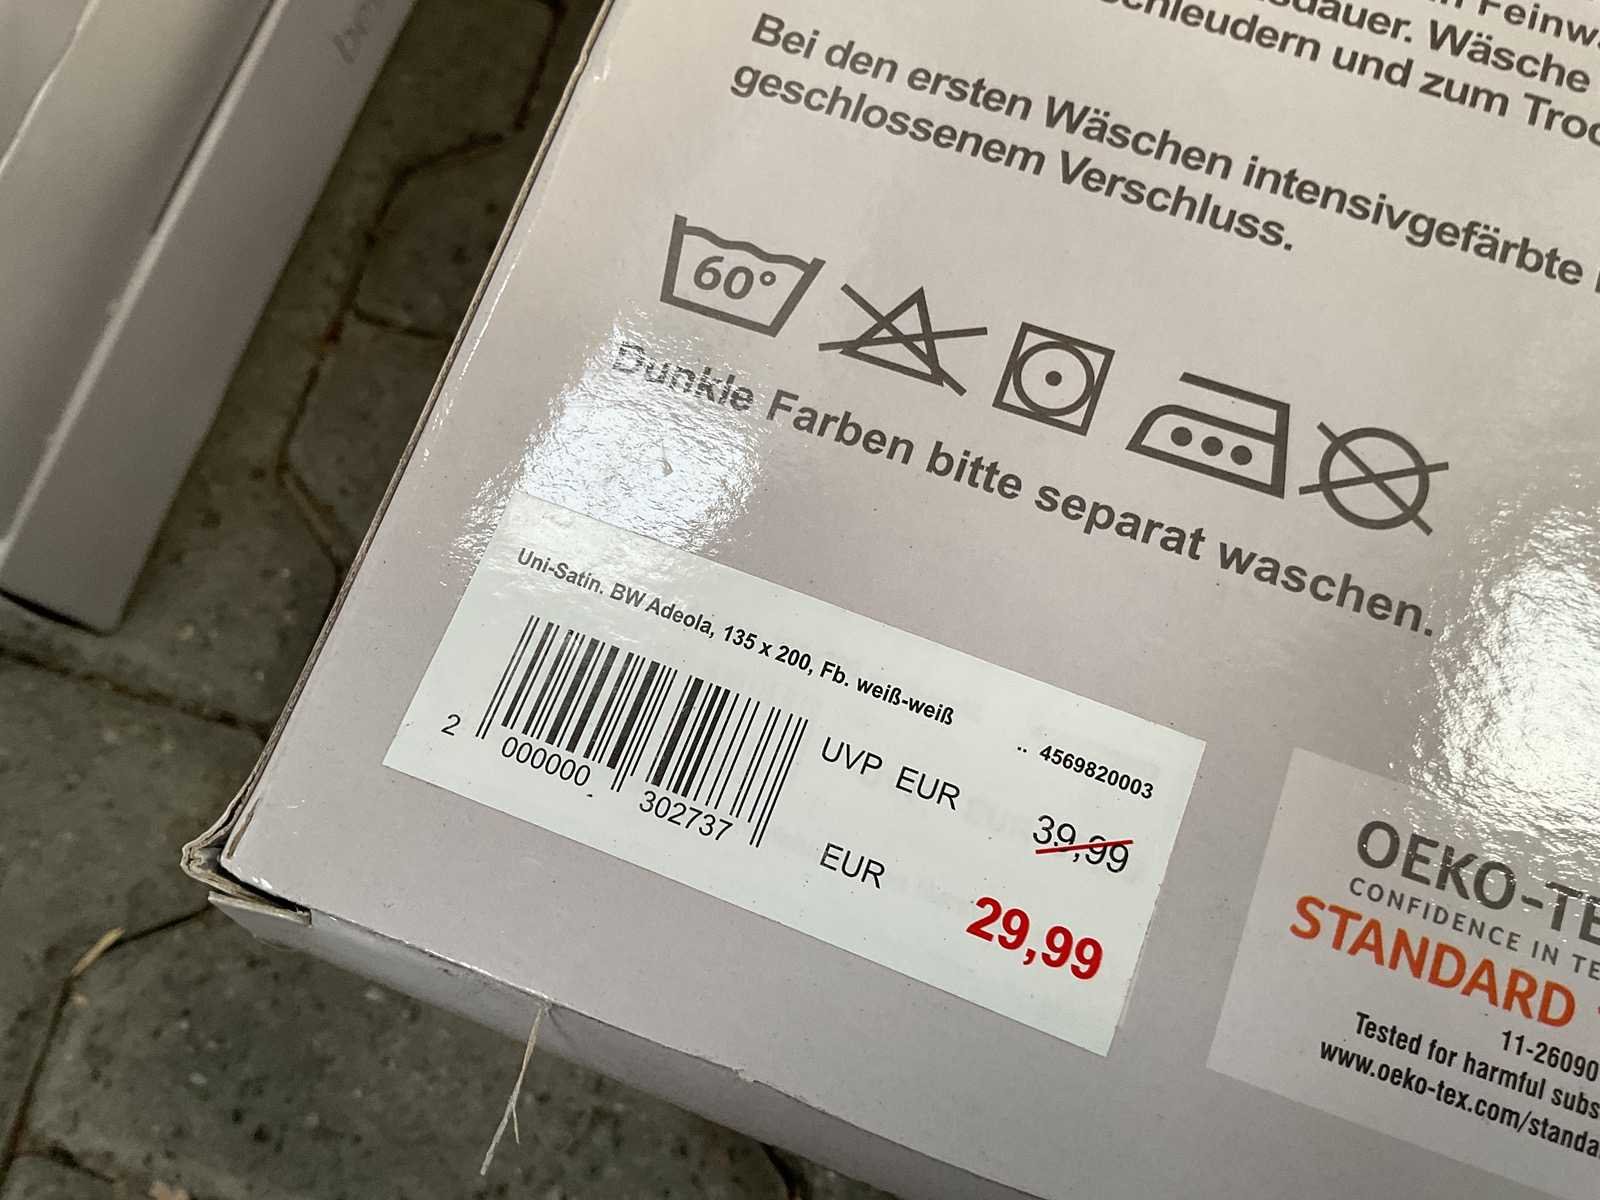 dauer. Wäsche
und zum
Bei den ersten Wäschen intensivgefärbte
geschlossenem Verschluss.
60°
Dunkle Farben bitte separat waschen.
Uni-Satin. BW Adeola, 135 x 200, Fb. weiß-weiß
.. 4569820003
2 000000 302737
UVP EUR 39,99
EUR 29,99
OEKO-TE
CONFIDENCE IN TE
STANDARD
11-26090
Tested for harmful subs
www.oeko-tex.com/standa